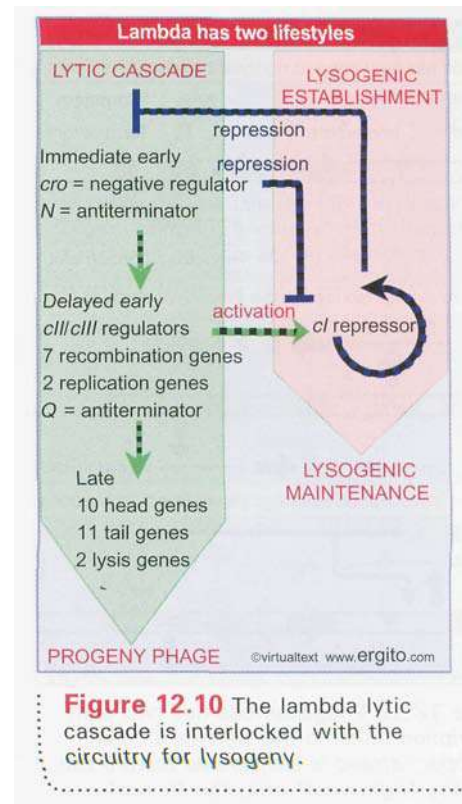 Lambda has two lifestyles
LYTIC CASCADE
LYSOGENIC
ESTABLISHMENT
repression
Immediate early
repression
cro = negative regulator
N = antiterminator
Delayed early
activation
cII/cIII regulators
cI repressor
7 recombination genes
2 replication genes
Q = antiterminator
LYSOGENIC
MAINTENANCE
Late
10 head genes
11 tail genes
2 lysis genes
PROGENY PHAGE
©virtualtext www.ergito.com
Figure 12.10 The lambda lytic
cascade is interlocked with the
circuitry for lysogeny.